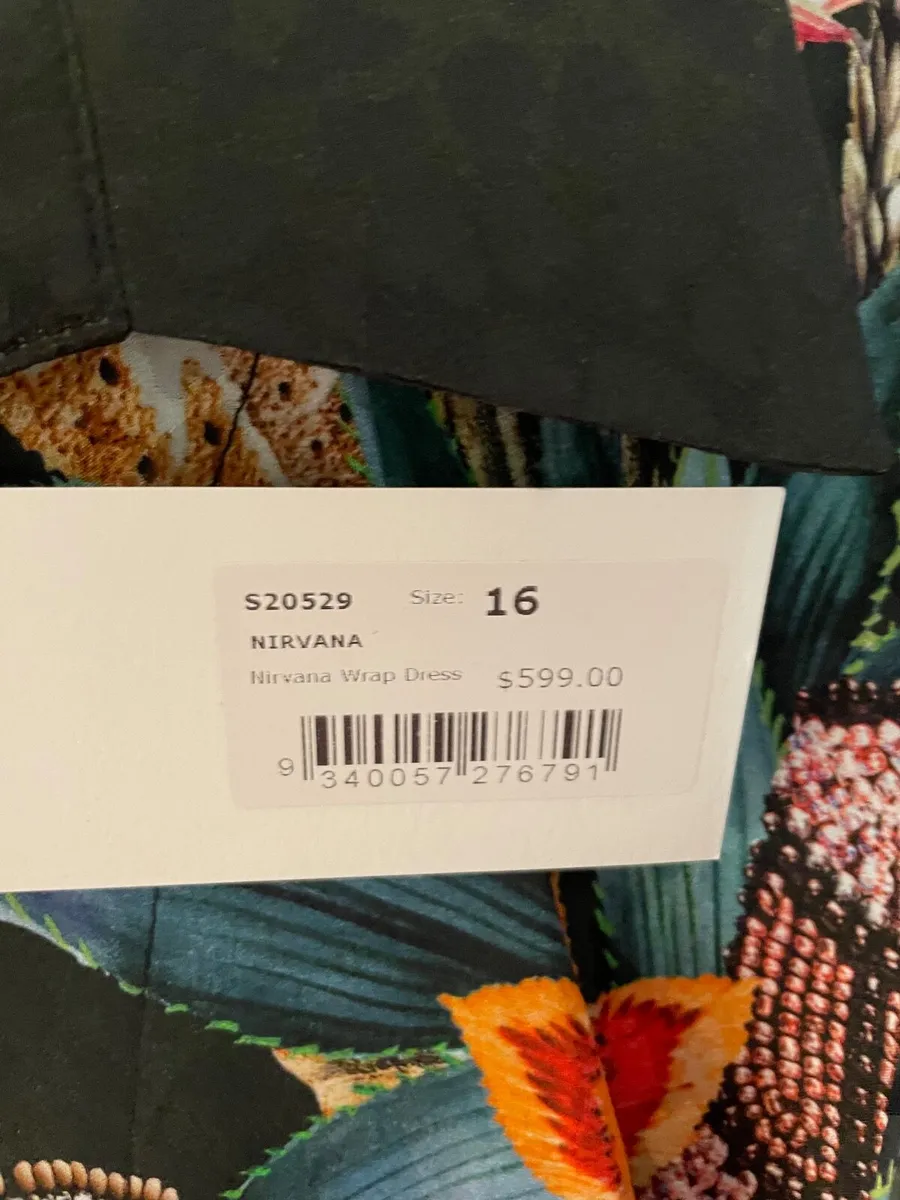 S20529 Size: 16
NIRVANA
Nirvana Wrap Dress $599.00
9 340057 276791